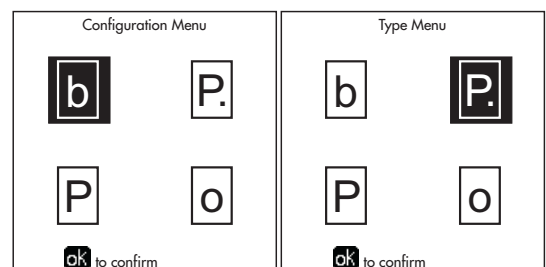 Configuration Menu
b P.
P o
ok to confirm
Type Menu
b P.
P o
ok to confirm